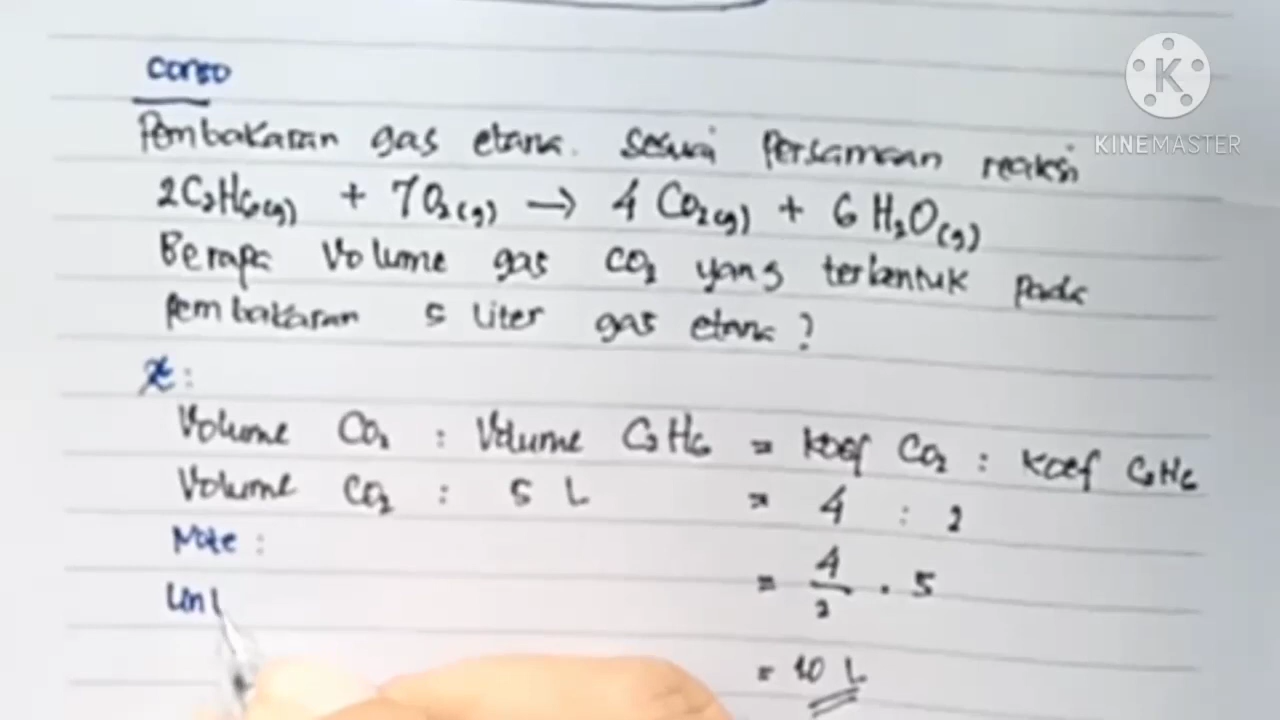 K
KINEMASTER
Contoh
Pembakaran gas etana sesuai persamaan reaksi
2C₂H₆(g) + 7O₂(g) → 4 CO₂(g) + 6 H₂O(g)
Berapa volume gas CO₂ yang terbentuk pada
pembakaran 5 liter gas etana?
Volume CO₂ : Volume C₂H₆ = koef CO₂ : koef C₂H₆
Volume CO₂ : 5 L = 4 : 2
Note :
= 4/2 . 5
Un
= 10 L